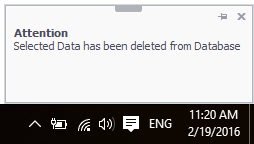 Attention
Selected Data has been deleted from Database
11:20 AM
ENG
2/19/2016